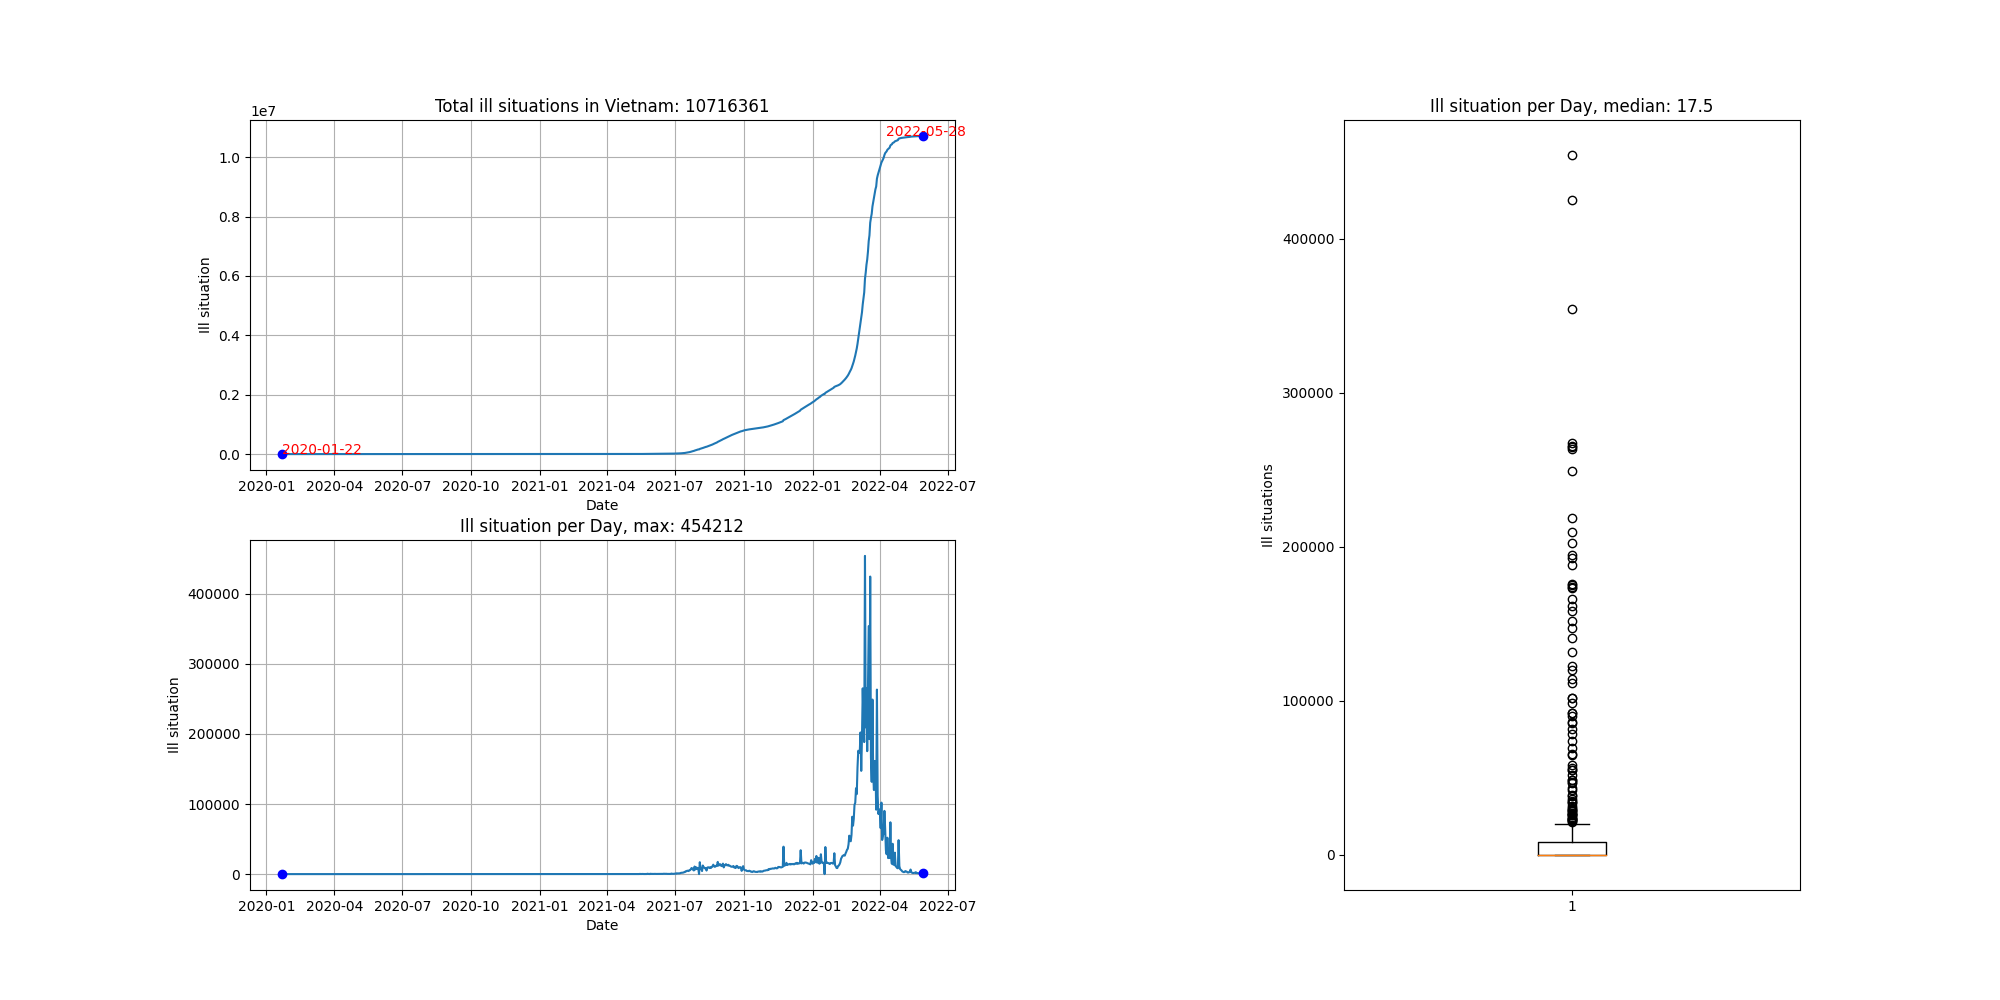 Total ill situations in Vietnam: 10716361
1e7
1.0
0.8
0.6
0.4
0.2
0.0
Ill situation
2022-05-28
2020-01-22
2020-01 2020-04 2020-07 2020-10 2021-01 2021-04 2021-07 2021-10 2022-01 2022-04 2022-07
Date
Ill situation per Day, max: 454212
400000
300000
200000
100000
0
Ill situation
2020-01 2020-04 2020-07 2020-10 2021-01 2021-04 2021-07 2021-10 2022-01 2022-04 2022-07
Date
Ill situation per Day, median: 17.5
400000
300000
200000
100000
0
Ill situations
1